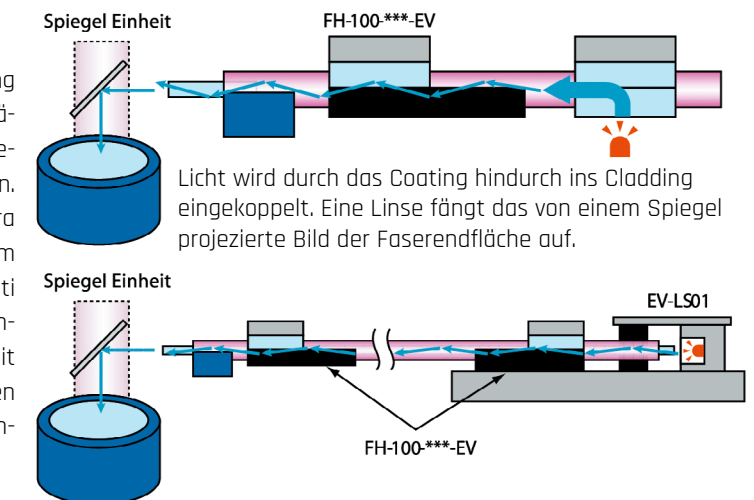 Spiegel Einheit
FH-100-***-EV
Licht wird durch das Coating hindurch ins Cladding
eingekoppelt. Eine Linse fängt das von einem Spiegel
projezierte Bild der Faserendfläche auf.
Spiegel Einheit
EV-LS01
FH-100-***-EV